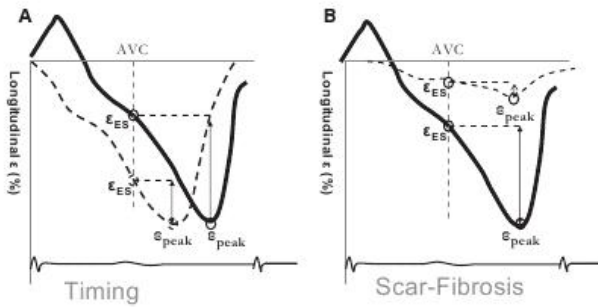 A
AVC
Longitudinal ε (%)
εES
εES
εpeak
εpeak
Timing
B
AVC
Longitudinal ε (%)
εES
εpeak
εES
εpeak
Scar-Fibrosis